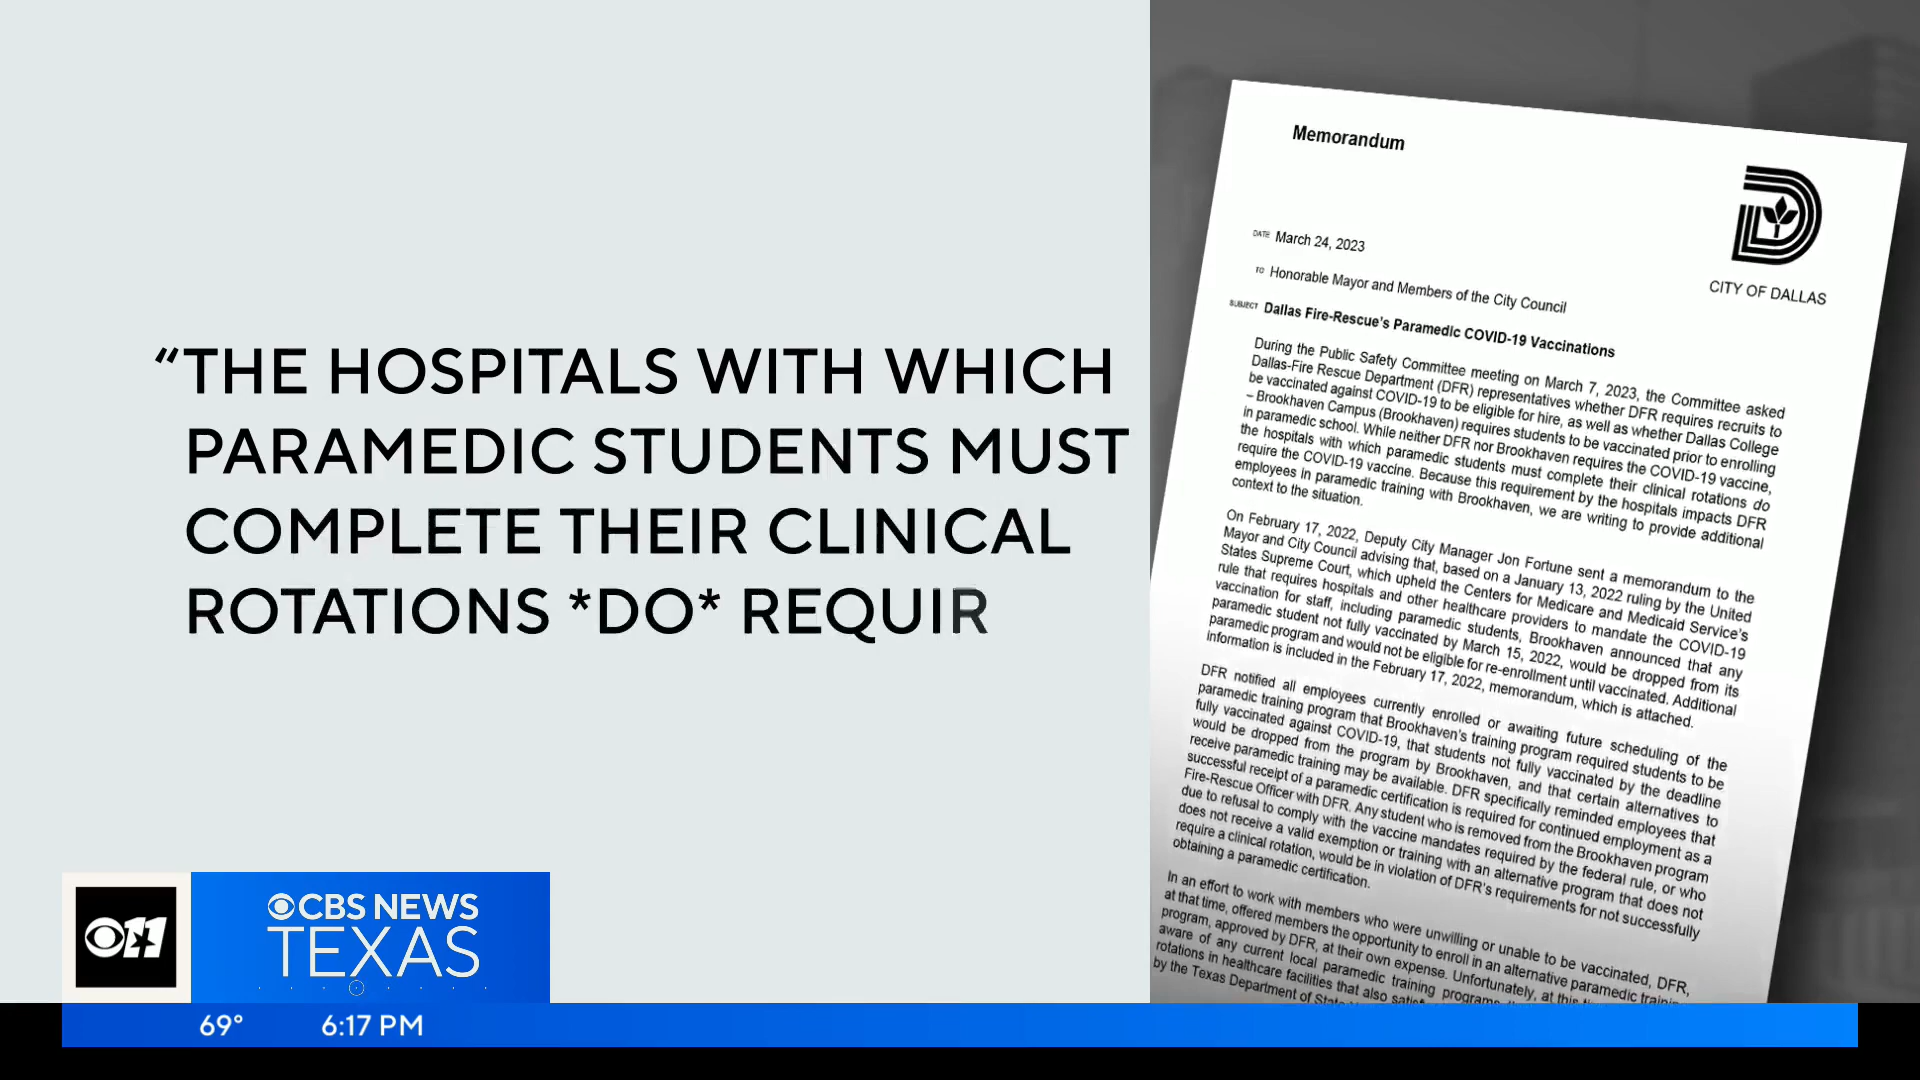 “THE HOSPITALS WITH WHICH
PARAMEDIC STUDENTS MUST
COMPLETE THEIR CLINICAL
ROTATIONS *DO* REQUIR
Memorandum
CITY OF DALLAS
DATE March 24, 2023
TO Honorable Mayor and Members of the City Council
SUBJECT Dallas Fire-Rescue's Paramedic COVID-19 Vaccinations
During the Public Safety Committee meeting on March 7, 2023, the Committee asked
Dallas-Fire Rescue Department (DFR) representatives whether DFR requires recruits to
be vaccinated against COVID-19 to be eligible for hire, as well as whether Dallas College
– Brookhaven Campus (Brookhaven) requires students to be vaccinated prior to enrolling
in paramedic school. While neither DFR nor Brookhaven requires the COVID-19 vaccine,
the hospitals with which paramedic students must complete their clinical rotations do
require the COVID-19 vaccine. Because this requirement by the hospitals impacts DFR
employees in paramedic training with Brookhaven, we are writing to provide additional
context to the situation.
On February 17, 2022, Deputy City Manager Jon Fortune sent a memorandum to the
Mayor and City Council advising that, based on a January 13, 2022 ruling by the United
States Supreme Court, which upheld the Centers for Medicare and Medicaid Service's
rule that requires hospitals and other healthcare providers to mandate the COVID-19
vaccination for staff, including paramedic students, Brookhaven announced that any
paramedic student not fully vaccinated by March 15, 2022, would be dropped from its
paramedic program and would not be eligible for re-enrollment until vaccinated. Additional
information is included in the February 17, 2022, memorandum, which is attached.
DFR notified all employees currently enrolled or awaiting future scheduling of the
paramedic training program that Brookhaven's training program required students to be
fully vaccinated against COVID-19, that students not fully vaccinated by the deadline
would be dropped from the program by Brookhaven, and that certain alternatives to
receive paramedic training may be available. DFR specifically reminded employees that
successful receipt of a paramedic certification is required for continued employment as a
Fire-Rescue Officer with DFR. Any student who is removed from the Brookhaven program
due to refusal to comply with the vaccine mandates required by the federal rule, or who
does not receive a valid exemption or training with an alternative program that does not
require a clinical rotation, would be in violation of DFR's requirements for not successfully
obtaining a paramedic certification.
In an effort to work with members who were unwilling or unable to be vaccinated, DFR,
at that time, offered members the opportunity to enroll in an alternative paramedic training
program, approved by DFR, at their own expense. Unfortunately, at this
aware of any current local paramedic training programs
rotations in healthcare facilities that also
by the Texas Department of
11
CBS NEWS
TEXAS
69° 6:17 PM